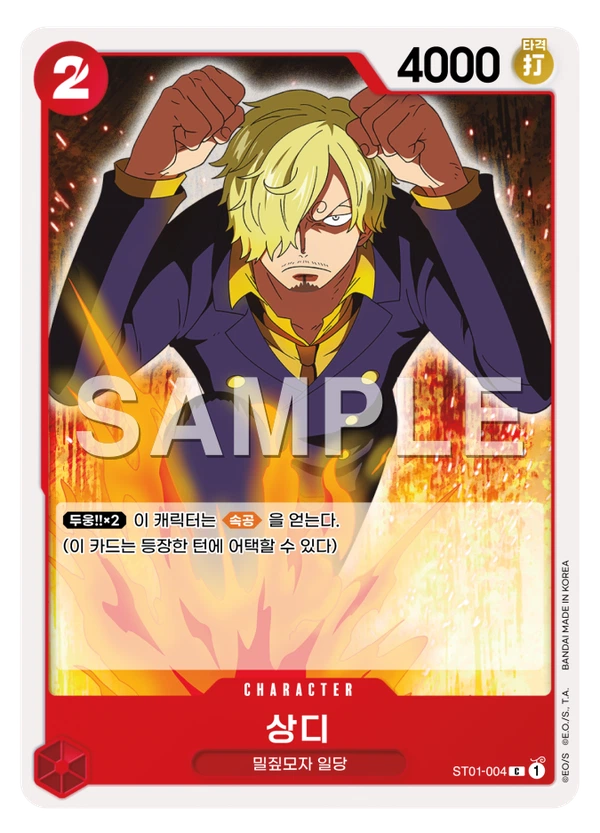 2
4000
타격
打
SAMPLE
두웅!!×2 이 캐릭터는 속공 을 얻는다.
(이 카드는 등장한 턴에 어택할 수 있다)
CHARACTER
상디
밀짚모자 일당
ST01-004 C 1
©EO/S ©E.O./S., T.A. BANDAI MADE IN KOREA